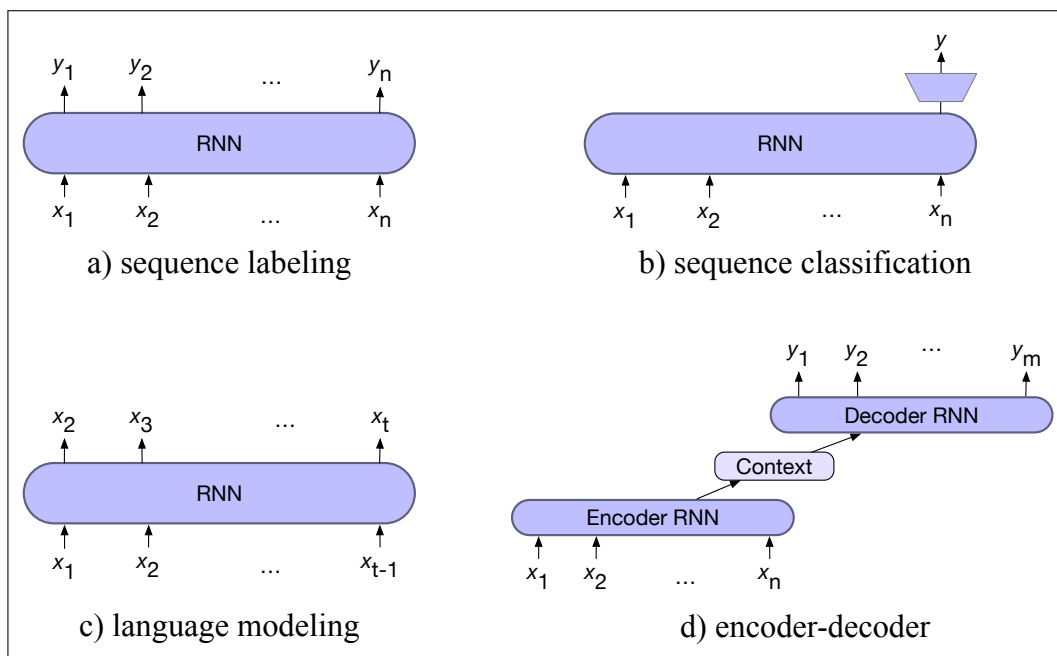 y1 y2 ... yn
RNN
x1 x2 ... xn
a) sequence labeling
y
RNN
x1 x2 ... xn
b) sequence classification
x2 x3 ... xt
RNN
x1 x2 ... xt-1
c) language modeling
y1 y2 ... ym
Decoder RNN
Context
Encoder RNN
x1 x2 ... xn
d) encoder-decoder